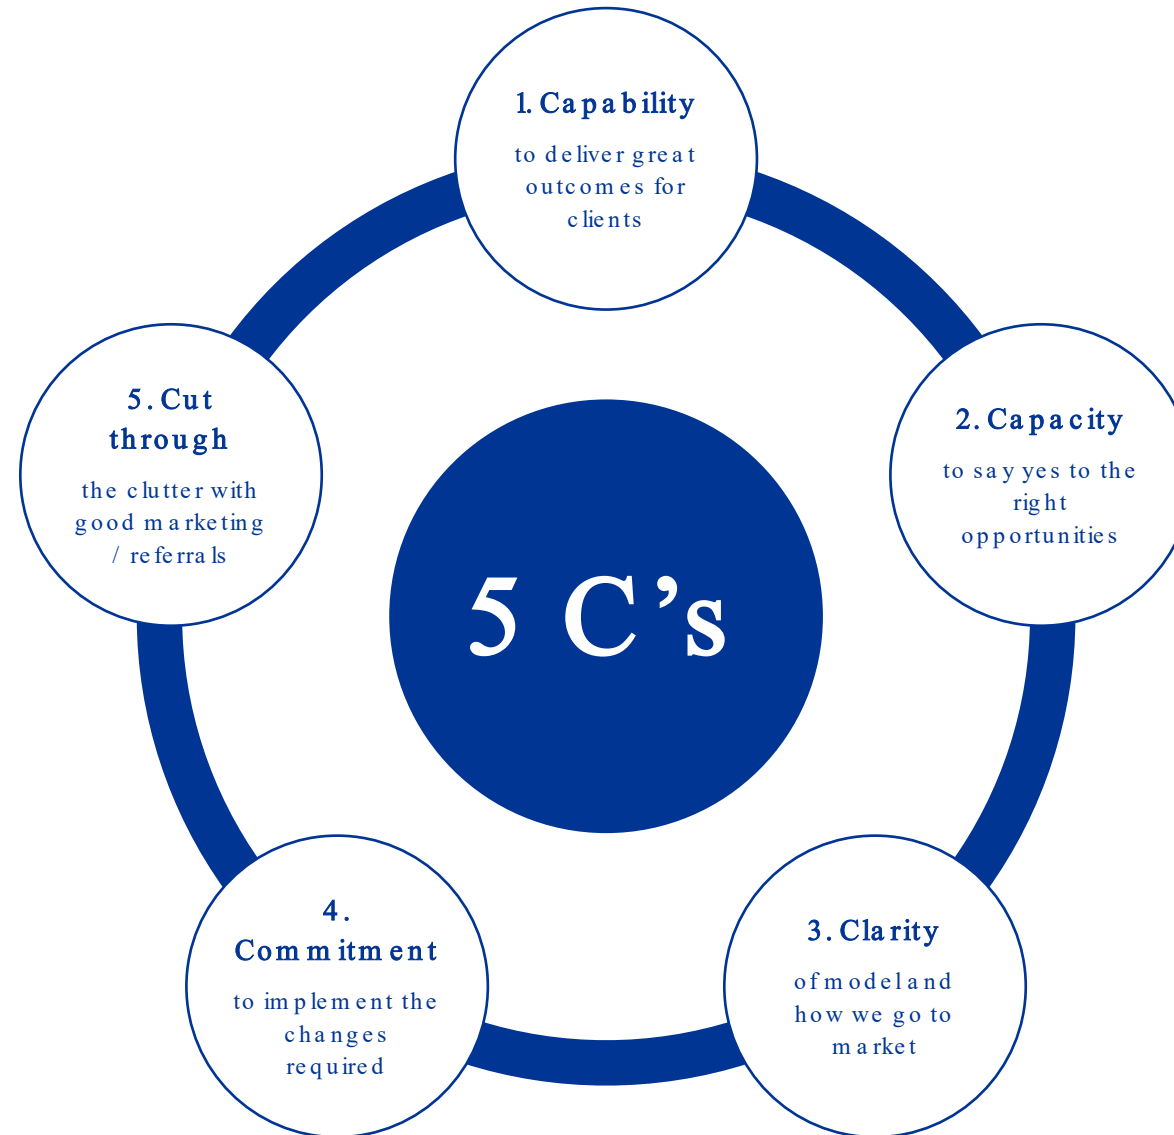 1. Capability
to deliver great
outcomes for
clients
2. Capacity
to say yes to the
right
opportunities
3. Clarity
of model and
how we go to
market
4.
Commitment
to implement the
changes
required
5. Cut
through
the clutter with
good marketing
/ referrals
5 C’s